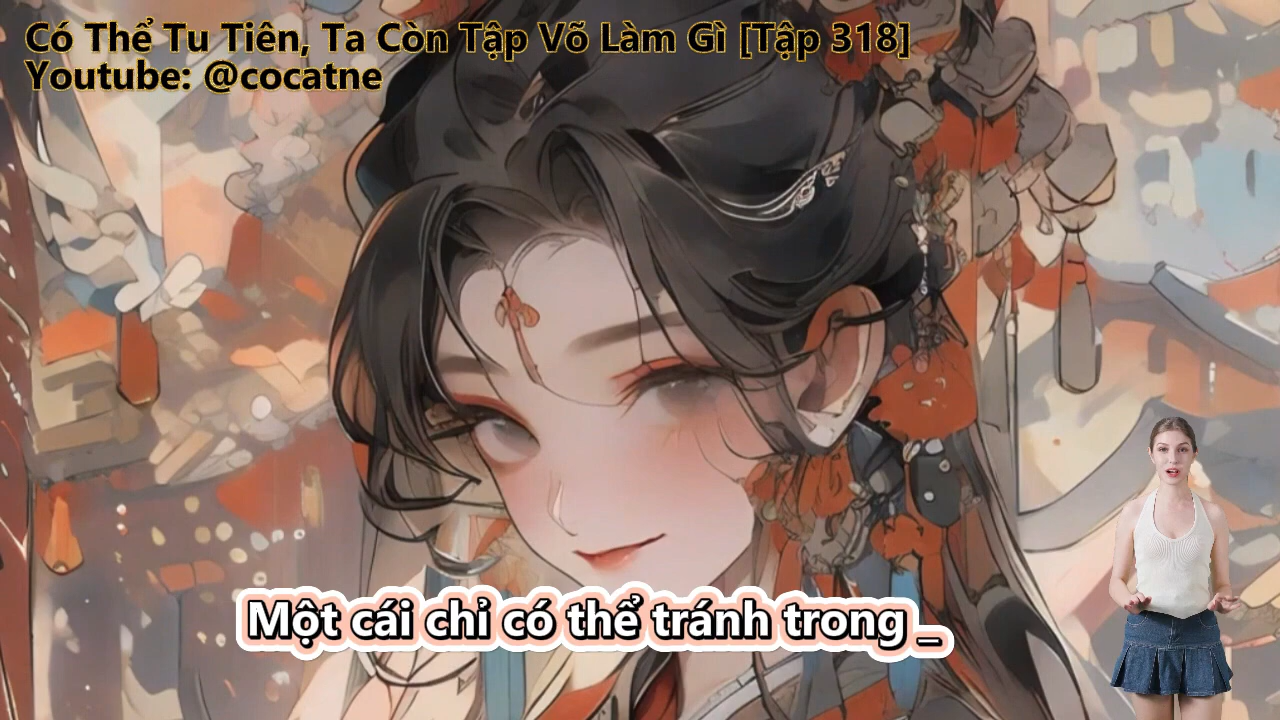 Có Thể Tu Tiên, Ta Còn Tập Võ Làm Gì [Tập 318]
Youtube: @cocatne
Một cái chỉ có thể tránh trong _